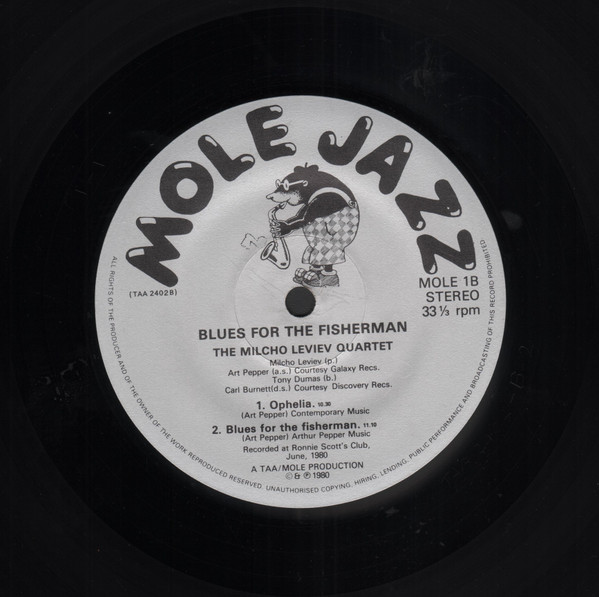 MOLE JAZZ
(TAA 2402B)
MOLE 1B
STEREO
33⅓ rpm
BLUES FOR THE FISHERMAN
THE MILCHO LEVIEV QUARTET
Milcho Leviev (p.)
Art Pepper (a.s.) Courtesy Galaxy Recs.
Tony Dumas (b.)
Carl Burnett(d.s.) Courtesy Discovery Recs.
1. Ophelia. 10.30
(Art Pepper) Contemporary Music
2. Blues for the fisherman. 11.10
(Art Pepper) Arthur Pepper Music
Recorded at Ronnie Scott's Club,
June, 1980
A TAA/MOLE PRODUCTION
© & ℗ 1980
ALL RIGHTS OF THE PRODUCER AND OF THE OWNER OF THE WORK REPRODUCED RESERVED. UNAUTHORISED COPYING, HIRING, LENDING, PUBLIC PERFORMANCE AND BROADCASTING OF THIS RECORD PROHIBITED